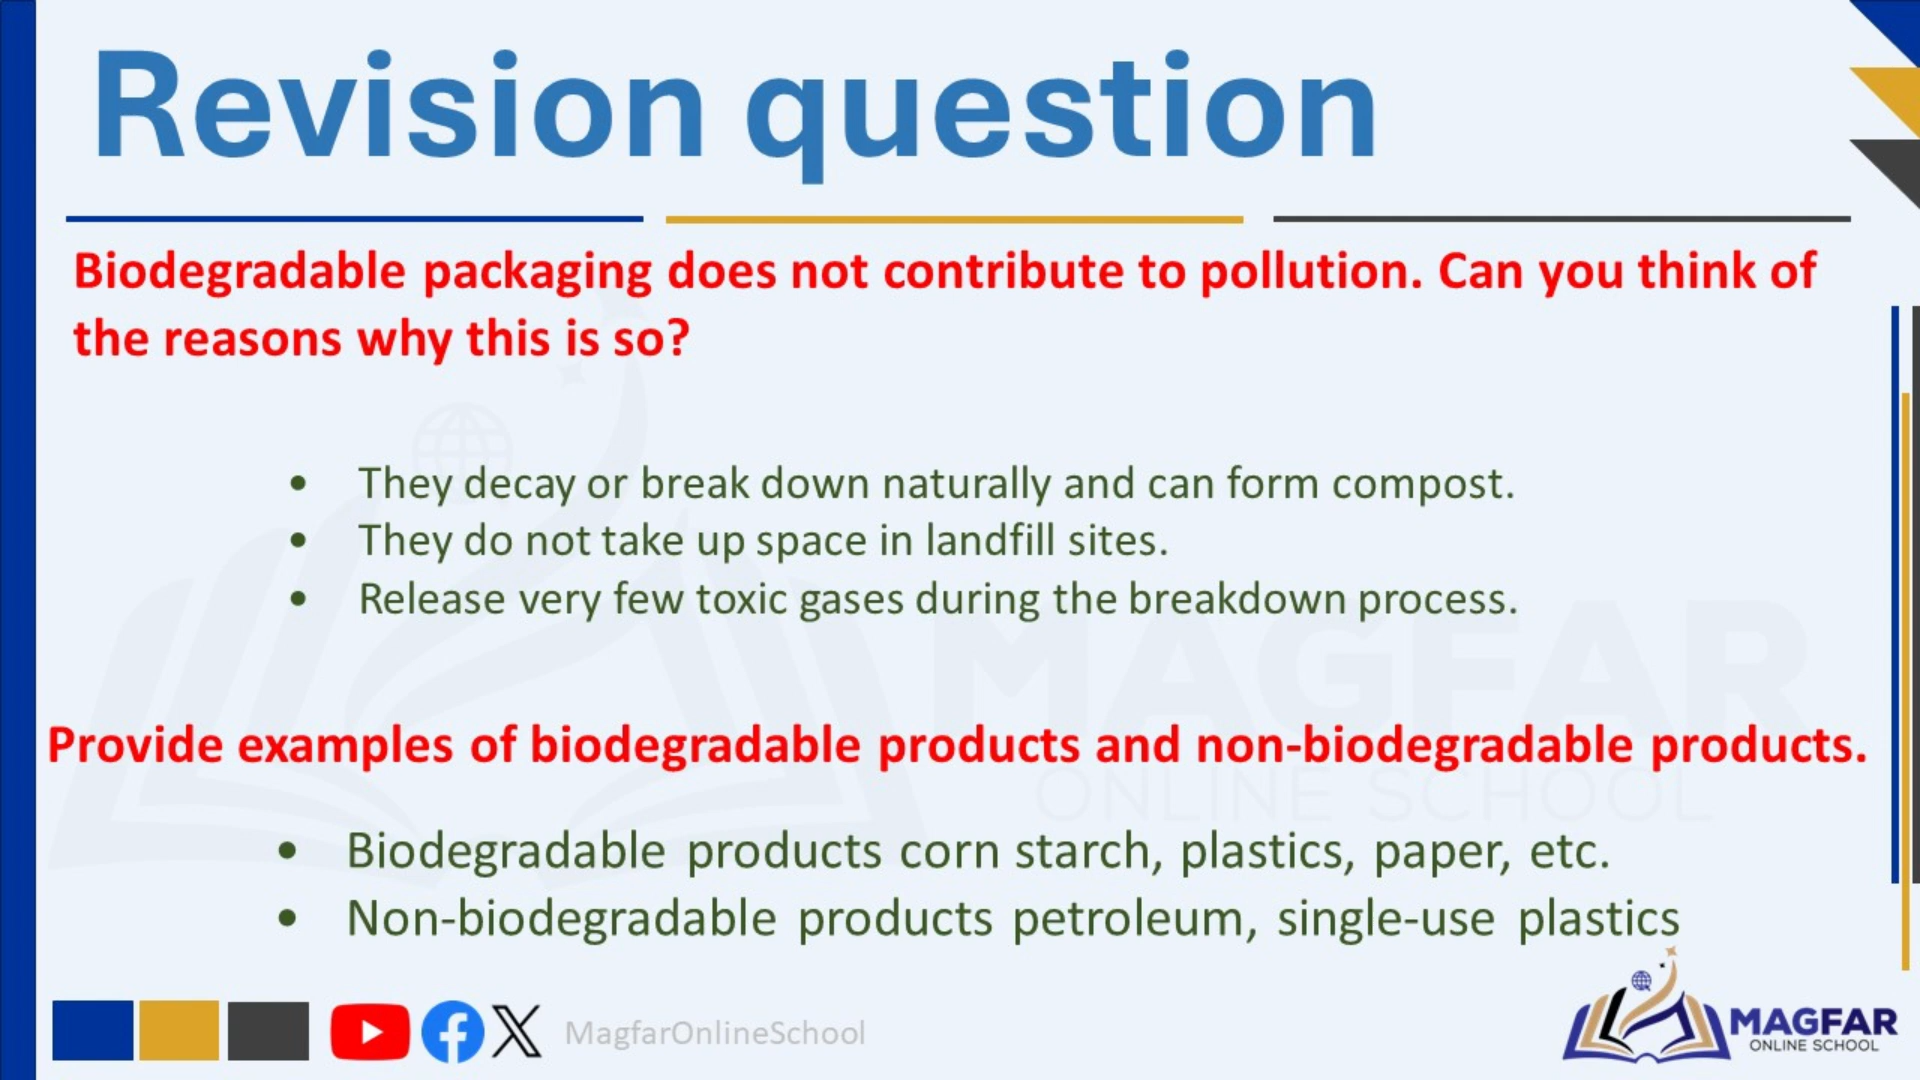 Revision question
Biodegradable packaging does not contribute to pollution. Can you think of
the reasons why this is so?
• They decay or break down naturally and can form compost.
• They do not take up space in landfill sites.
• Release very few toxic gases during the breakdown process.
MAGFAR
ONLINE SCHOOL
Provide examples of biodegradable products and non-biodegradable products.
• Biodegradable products corn starch, plastics, paper, etc.
• Non-biodegradable products petroleum, single-use plastics
MagfarOnlineSchool
MAGFAR
ONLINE SCHOOL